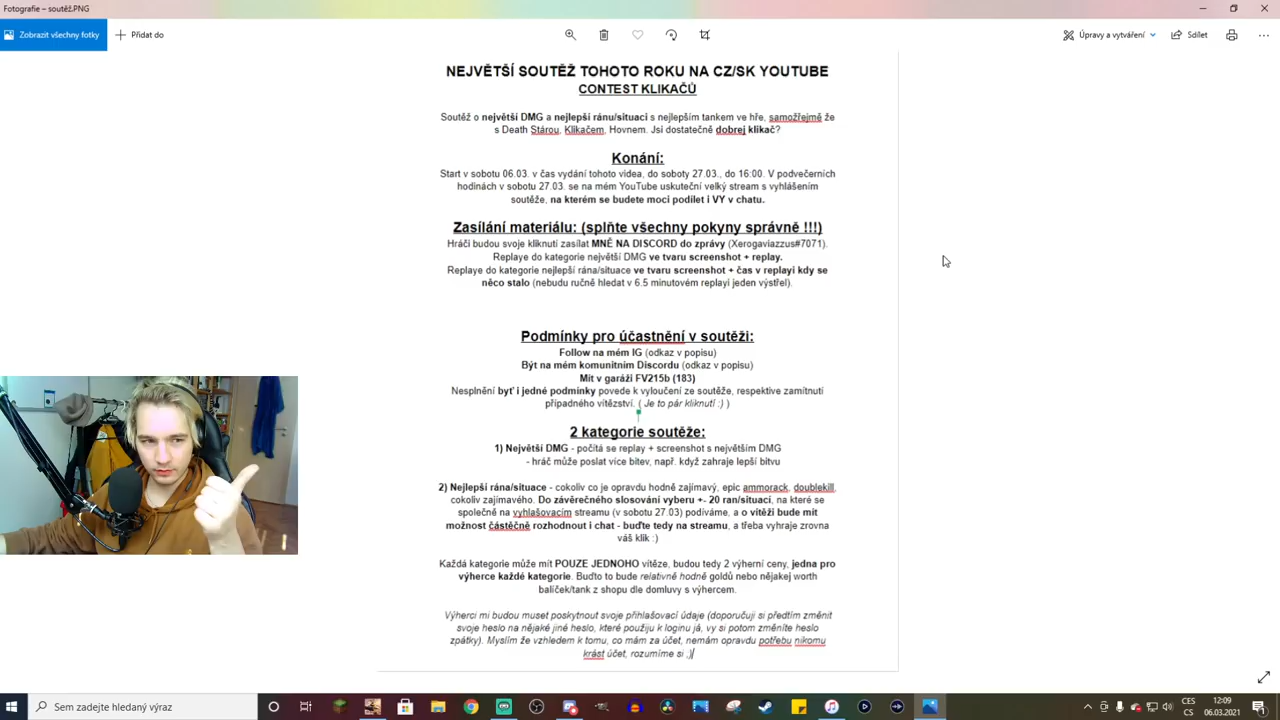 Fotografie – soutěž.PNG
Zobrazit všechny fotky
Přidat do
Úpravy a vytváření
Sdílet
NEJVĚTŠÍ SOUTĚŽ TOHOTO ROKU NA CZ/SK YOUTUBE
CONTEST KLIKAČŮ
Soutěž o největší DMG a nejlepší ránu/situaci s nejlepším tankem ve hře, samožřejmě že
s Death Stárou, Klikačem, Hovnem. Jsi dostatečně dobrej klikač?
Konání:
Start v sobotu 06.03. v čas vydání tohoto videa, do soboty 27.03., do 16:00. V podvečerních
hodinách v sobotu 27.03. se na mém YouTube uskuteční velký stream s vyhlášením
soutěže, na kterém se budete moci podílet i VY v chatu.
Zasílání materiálu: (splňte všechny pokyny správně !!!)
Hráči budou svoje kliknutí zasílat MNĚ NA DISCORD do zprávy (Xerogaviazzus#7071).
Replaye do kategorie největší DMG ve tvaru screenshot + replay.
Replaye do kategorie nejlepší rána/situace ve tvaru screenshot + čas v replayi kdy se
něco stalo (nebudu ručně hledat v 6.5 minutovém replayi jeden výstřel).
Podmínky pro účastnění v soutěži:
Follow na mém IG (odkaz v popisu)
Být na mém komunitním Discordu (odkaz v popisu)
Mít v garáži FV215b (183)
Nesplnění byť i jedné podmínky povede k vyloučení ze soutěže, respektive zamítnutí
případného vítězství. ( Je to pár kliknutí :) )
2 kategorie soutěže:
1) Největší DMG - počítá se replay + screenshot s největším DMG
- hráč může poslat více bitev, např. když zahraje lepší bitvu
2) Nejlepší rána/situace - cokoliv co je opravdu hodně zajímavý, epic ammorack, doublekill,
cokoliv zajímavého. Do závěrečného slosování vyberu +- 20 ran/situací, na které se
společně na vyhlašovacím streamu (v sobotu 27.03) podíváme, a o vítězi bude mít
možnost částěčně rozhodnout i chat - buďte tedy na streamu, a třeba vyhraje zrovna
váš klik :)
Každá kategorie může mít POUZE JEDNOHO vítěze, budou tedy 2 výherní ceny, jedna pro
výherce každé kategorie. Buďto to bude relativně hodně goldů nebo nějakej worth
balíček/tank z shopu dle domluvy s výhercem.
Výherci mi budou muset poskytnout svoje přihlašovací údaje (doporučuji si předtím změnit
svoje heslo na nějaké jiné heslo, které použiju k loginu já, vy si potom změníte heslo
zpátky). Myslím že vzhledem k tomu, co mám za účet, nemám opravdu potřebu nikomu
krást účet, rozumíme si ;)
Sem zadejte hledaný výraz
CES
12:09
06.03.2021